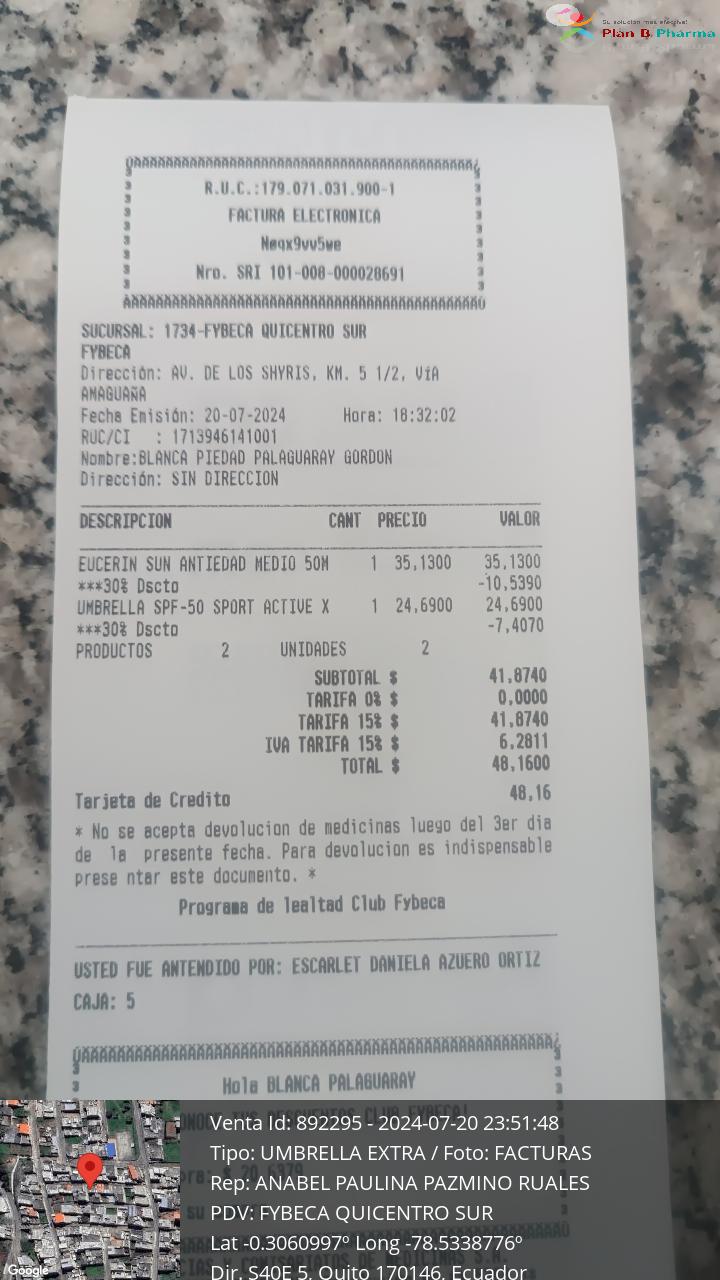 Su solucion mas efectiva!
Plan B Pharma
R.U.C.:179.071.031.900-1
FACTURA ELECTRONICA
Neqx9vv5we
Nro. SRI 101-008-000028691
SUCURSAL: 1734-FYBECA QUICENTRO SUR
FYBECA
Dirección: AV. DE LOS SHYRIS, KM. 5 1/2, VíA
AMAGUAÑA
Fecha Emisión: 20-07-2024 Hora: 18:32:02
RUC/CI : 1713946141001
Nombre:BLANCA PIEDAD PALAGUARAY GORDON
Dirección: SIN DIRECCION
DESCRIPCION CANT PRECIO VALOR
EUCERIN SUN ANTIEDAD MEDIO 50M 1 35,1300 35,1300
***30% Dscto -10,5390
UMBRELLA SPF-50 SPORT ACTIVE X 1 24,6900 24,6900
***30% Dscto -7,4070
PRODUCTOS 2 UNIDADES 2
SUBTOTAL $ 41,8740
TARIFA 0% $ 0,0000
TARIFA 15% $ 41,8740
IVA TARIFA 15% $ 6,2811
TOTAL $ 48,1600
Tarjeta de Credito 48,16
* No se acepta devolucion de medicinas luego del 3er dia
de la presente fecha. Para devolucion es indispensable
prese ntar este documento. *
Programa de lealtad Club Fybeca
USTED FUE ANTENDIDO POR: ESCARLET DANIELA AZUERO ORTIZ
CAJA: 5
Hola BLANCA PALAGUARAY
Venta Id: 892295 - 2024-07-20 23:51:48
Tipo: UMBRELLA EXTRA / Foto: FACTURAS
Rep: ANABEL PAULINA PAZMINO RUALES
PDV: FYBECA QUICENTRO SUR
Lat -0.3060997º Long -78.5338776º
Dir. S40E 5, Quito 170146, Ecuador
Google